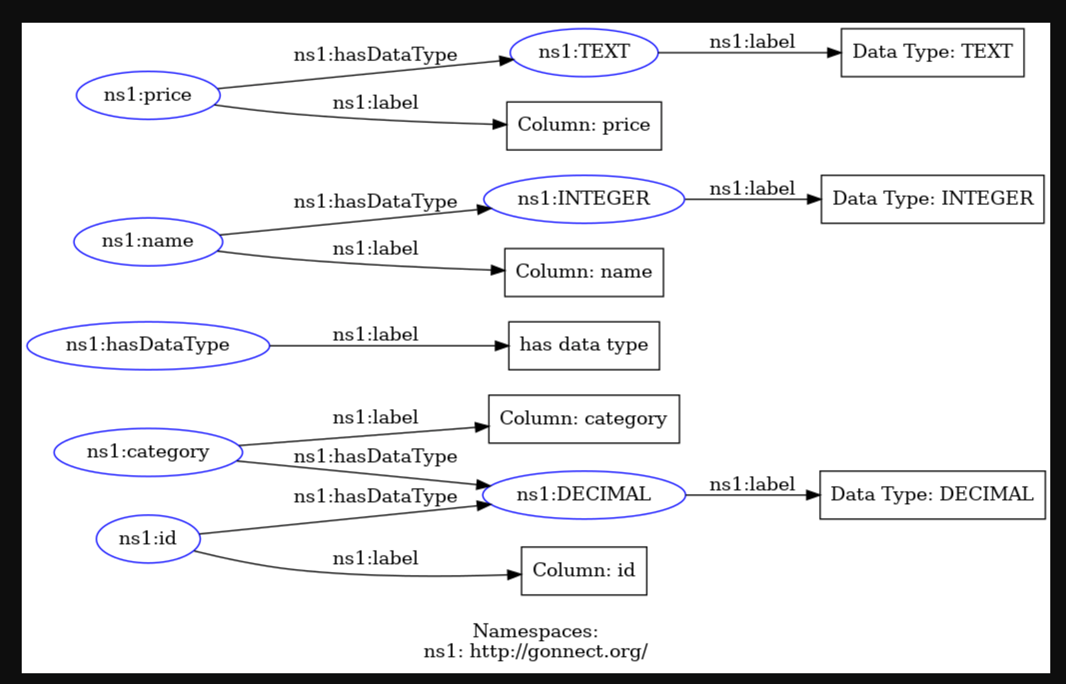 ns1:hasDataType
ns1:TEXT
ns1:label
Data Type: TEXT
ns1:price
ns1:label
Column: price
ns1:hasDataType
ns1:INTEGER
ns1:label
Data Type: INTEGER
ns1:name
ns1:label
Column: name
ns1:hasDataType
ns1:label
has data type
ns1:label
Column: category
ns1:category
ns1:hasDataType
ns1:hasDataType
ns1:DECIMAL
ns1:label
Data Type: DECIMAL
ns1:id
ns1:label
Column: id
Namespaces:
ns1: http://gonnect.org/